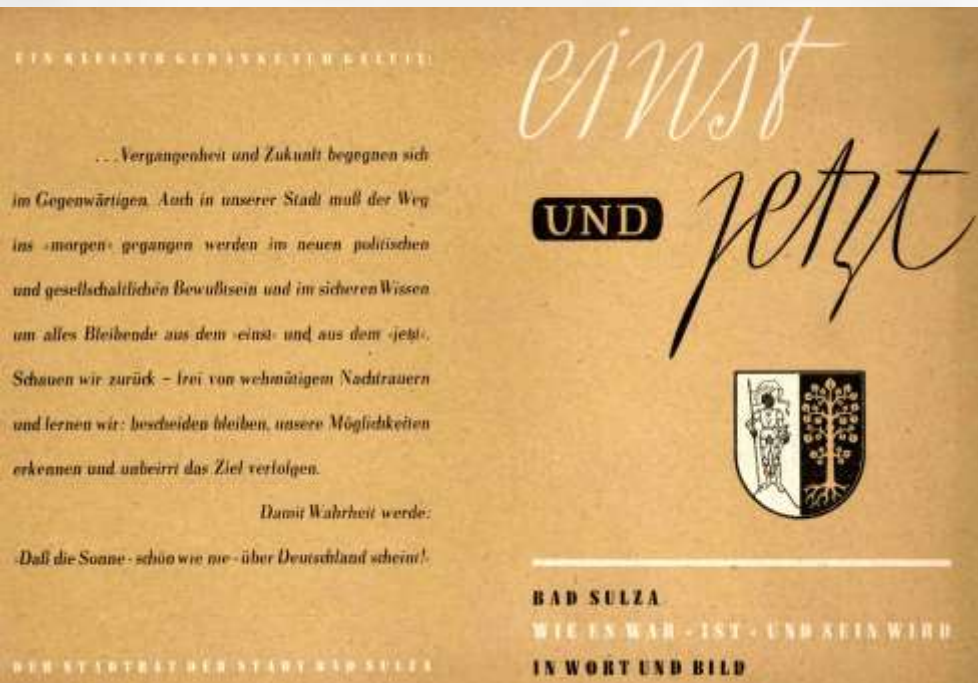 EIN KLEINER GEDANKE ZUM GELEIT:
. . . Vergangenheit und Zukunft begegnen sich
im Gegenwärtigen. Auch in unserer Stadt muß der Weg
ins ‹morgen› gegangen werden im neuen politischen
und gesellschaftlichen Bewußtsein und im sicheren Wissen
um alles Bleibende aus dem ‹einst› und aus dem ‹jetzt›.
Schauen wir zurück – frei von wehmütigem Nachtrauern
und lernen wir: bescheiden bleiben, unsere Möglichkeiten
erkennen und unbeirrt das Ziel verfolgen.
Damit Wahrheit werde:
‹Daß die Sonne - schön wie nie - über Deutschland scheint!›
DER STADTRAT DER STADT BAD SULZA
einst
UND jetzt
BAD SULZA
WIE ES WAR - IST - UND SEIN WIRD
IN WORT UND BILD